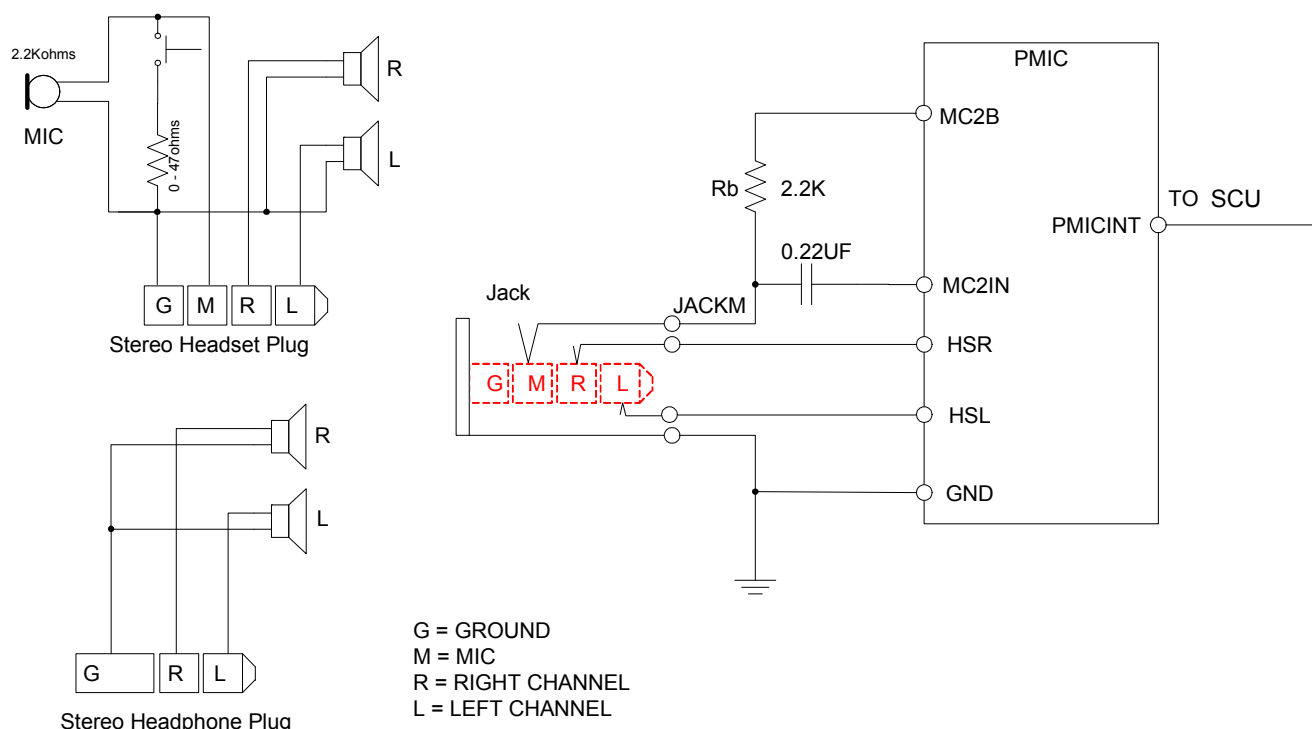 2.2Kohms
MIC
0 - 47ohms
R
L
G M R L
Stereo Headset Plug
R
L
G R L
Stereo Headphone Plug
PMIC
MC2B
Rb 2.2K
TO SCU
PMICINT
0.22UF
MC2IN
Jack
JACKM
HSR
G M R L
HSL
GND
G = GROUND
M = MIC
R = RIGHT CHANNEL
L = LEFT CHANNEL